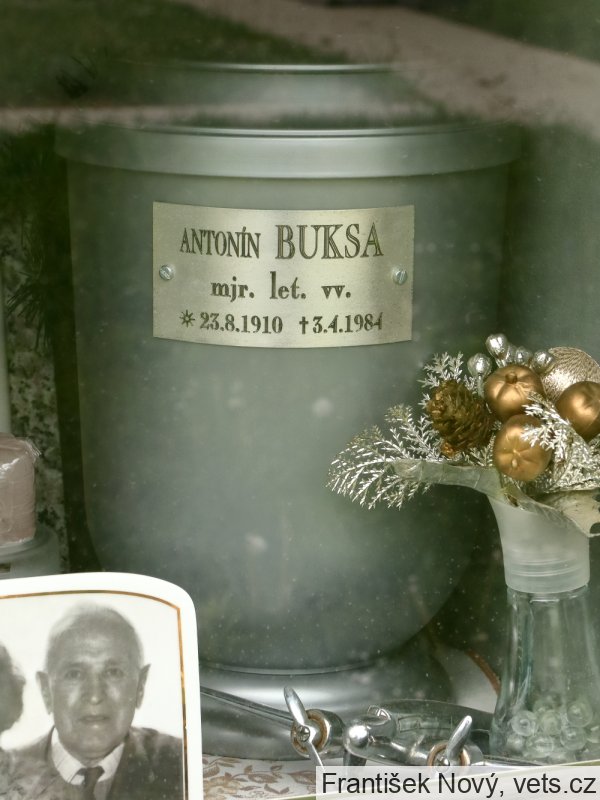 ANTONÍN BUKSA
mjr. let. vv.
* 23.8.1910 †3.4.1984
František Nový, vets.cz